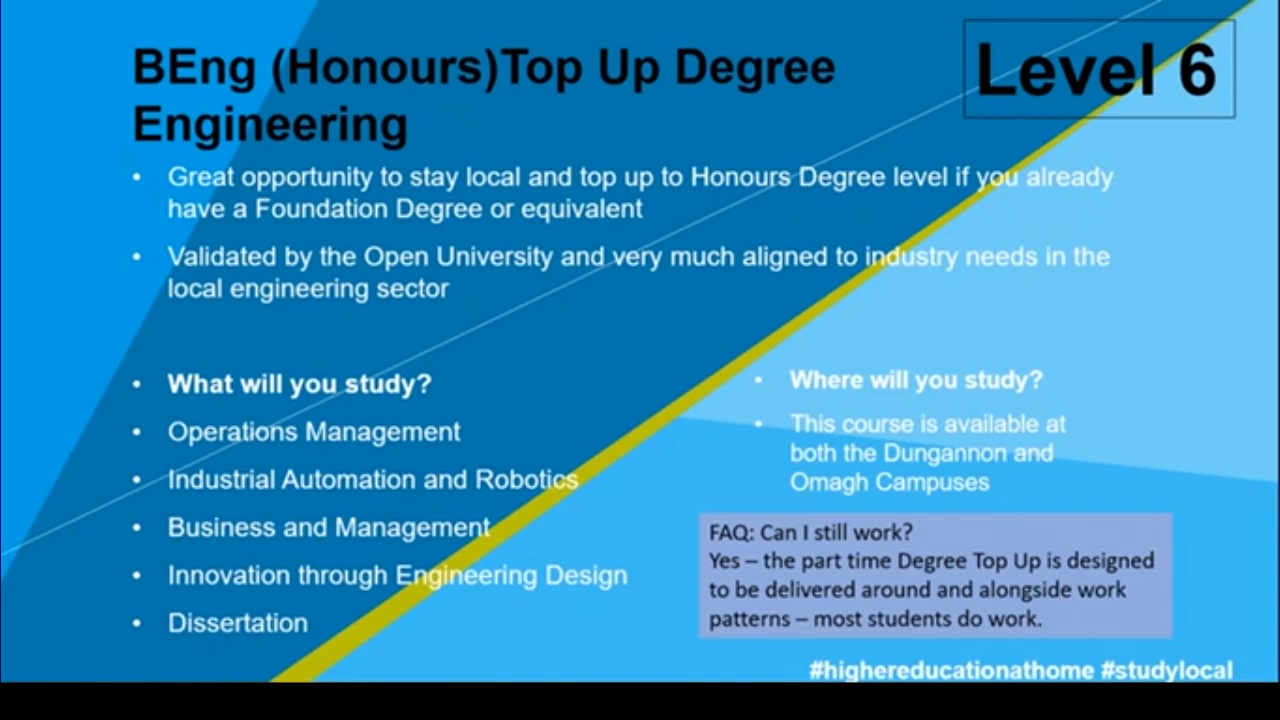 BEng (Honours)Top Up Degree
Engineering
Level 6
• Great opportunity to stay local and top up to Honours Degree level if you already
have a Foundation Degree or equivalent
• Validated by the Open University and very much aligned to industry needs in the
local engineering sector
• What will you study?
• Operations Management
• Industrial Automation and Robotics
• Business and Management
• Innovation through Engineering Design
• Dissertation
• Where will you study?
• This course is available at
both the Dungannon and
Omagh Campuses
FAQ: Can I still work?
Yes – the part time Degree Top Up is designed
to be delivered around and alongside work
patterns – most students do work.
#highereducationathome #studylocal